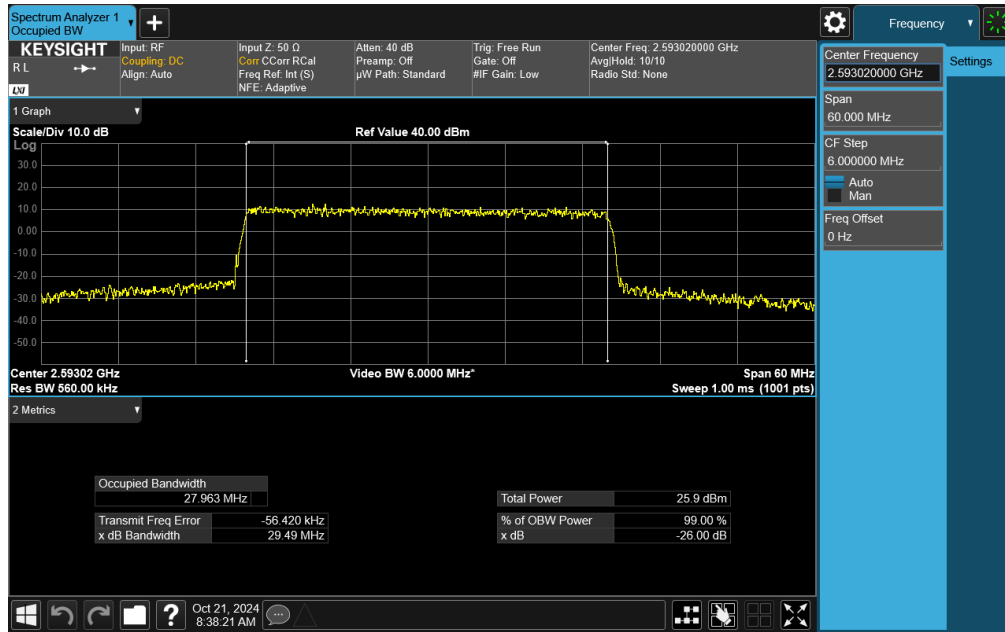 Spectrum Analyzer 1
Occupied BW
Frequency
KEYSIGHT
R L
LXI
Input: RF
Coupling: DC
Align: Auto
Input Z: 50 Ω
Corr CCorr RCal
Freq Ref: Int (S)
NFE: Adaptive
Atten: 40 dB
Preamp: Off
µW Path: Standard
Trig: Free Run
Gate: Off
#IF Gain: Low
Center Freq: 2.593020000 GHz
Avg|Hold: 10/10
Radio Std: None
Center Frequency
2.593020000 GHz
Settings
Span
60.000 MHz
CF Step
6.000000 MHz
Auto
Man
Freq Offset
0 Hz
1 Graph
Scale/Div 10.0 dB
Ref Value 40.00 dBm
Log
30.0
20.0
10.0
0.00
-10.0
-20.0
-30.0
-40.0
-50.0
Center 2.59302 GHz
Video BW 6.0000 MHz*
Span 60 MHz
Res BW 560.00 kHz
Sweep 1.00 ms (1001 pts)
2 Metrics
Occupied Bandwidth
27.963 MHz
Total Power 25.9 dBm
Transmit Freq Error -56.420 kHz
% of OBW Power 99.00 %
x dB Bandwidth 29.49 MHz
x dB -26.00 dB
?
Oct 21, 2024
8:38:21 AM